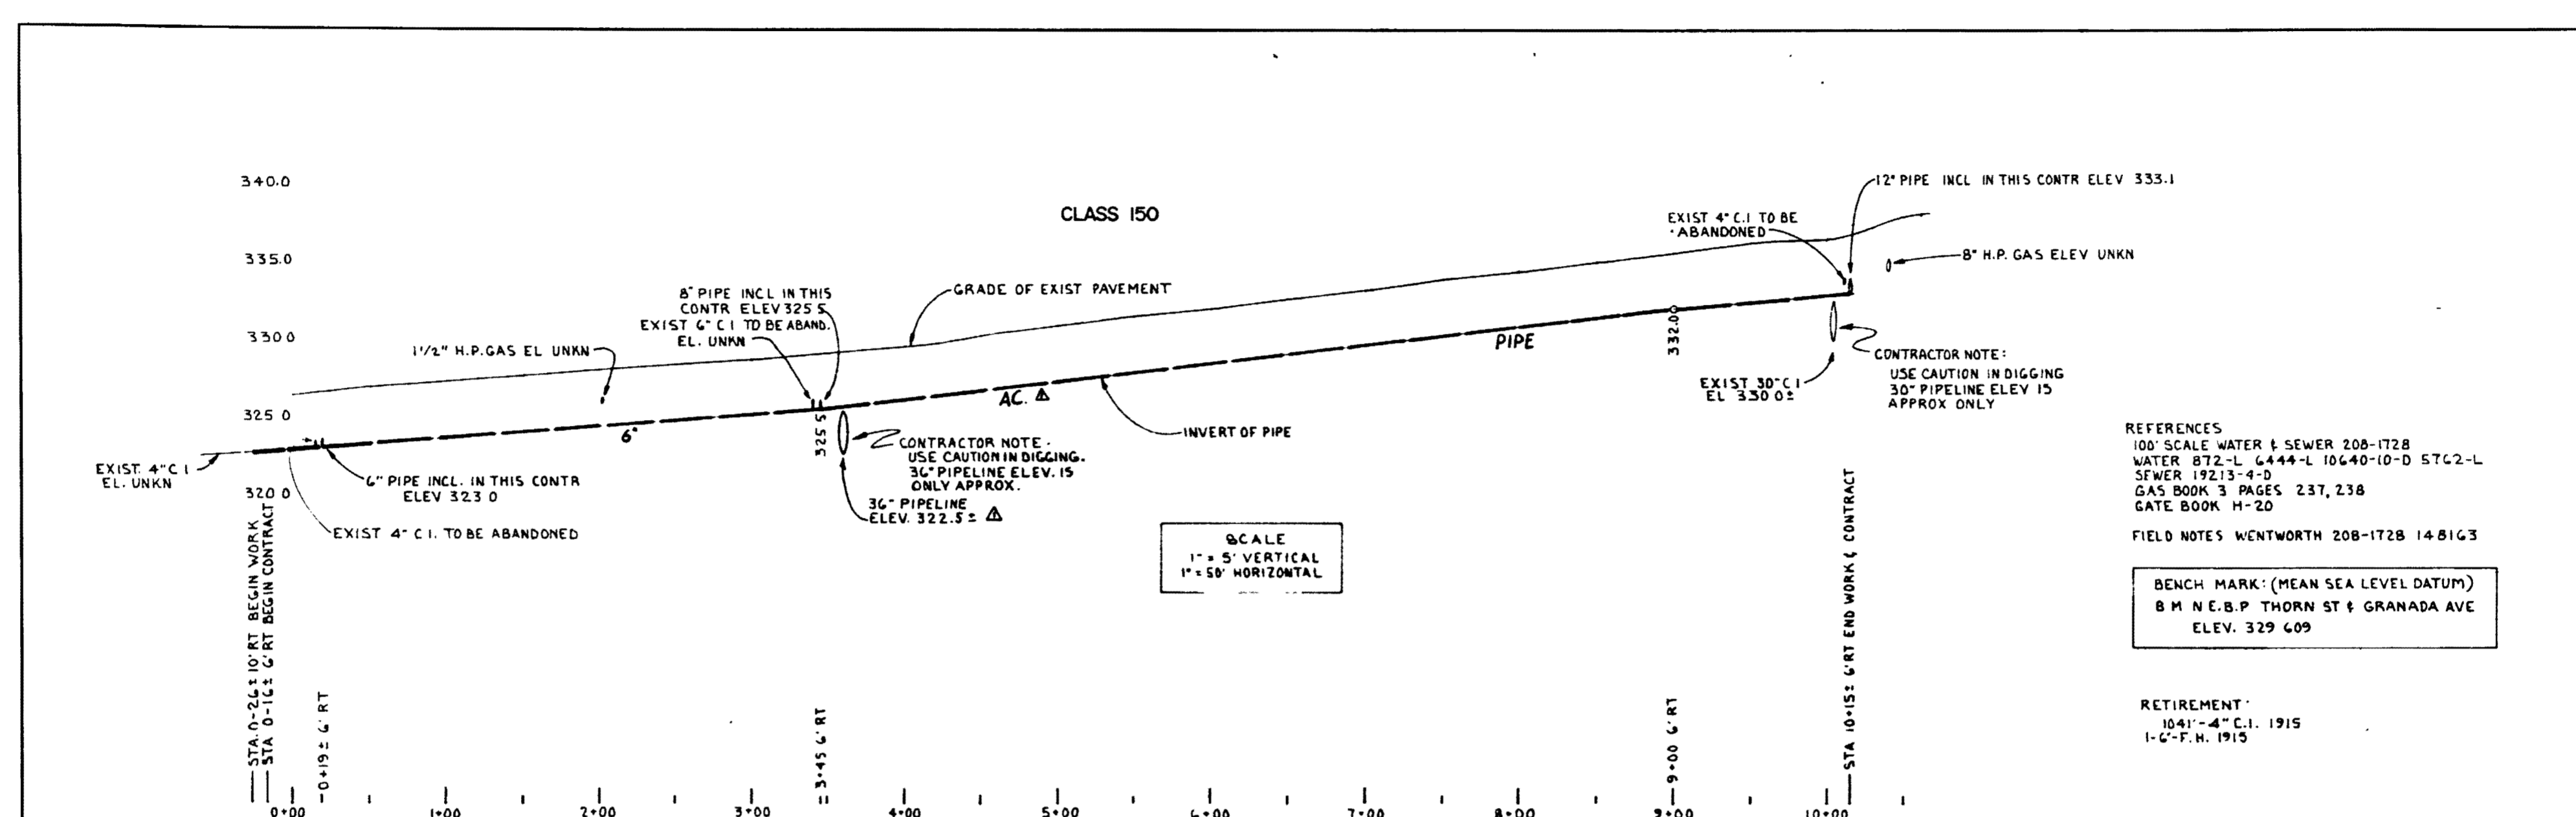 CLASS 150
340.0
335.0
330.0
325 0
320 0
12" PIPE INCL IN THIS CONTR ELEV 333.1
EXIST 4" C.I TO BE
ABANDONED
8" H.P. GAS ELEV UNKN
GRADE OF EXIST PAVEMENT
8" PIPE INCL IN THIS
CONTR ELEV 325 5
EXIST 6" C I TO BE ABAND.
EL. UNKN
1 1/2" H.P. GAS EL UNKN
325 5
332.00
6"
AC. ⚠
PIPE
INVERT OF PIPE
CONTRACTOR NOTE:
USE CAUTION IN DIGGING
30" PIPELINE ELEV IS
APPROX ONLY
EXIST 30" C I
EL 330 0±
CONTRACTOR NOTE·
USE CAUTION IN DIGGING.
36" PIPELINE ELEV. IS
ONLY APPROX.
36" PIPELINE
ELEV. 322.5± ⚠
EXIST. 4" C I
EL. UNKN
6" PIPE INCL. IN THIS CONTR
ELEV 323 0
EXIST 4" C I. TO BE ABANDONED
SCALE
1" = 5' VERTICAL
1" = 50' HORIZONTAL
REFERENCES
100' SCALE WATER & SEWER 208-1728
WATER 872-L 6444-L 10640-10-D 5762-L
SEWER 19213-4-D
GAS BOOK 3 PAGES 237, 238
GATE BOOK H-20
FIELD NOTES WENTWORTH 208-1728 148163
BENCH MARK: (MEAN SEA LEVEL DATUM)
B M N E.B.P THORN ST & GRANADA AVE
ELEV. 329 609
RETIREMENT·
1041'-4" C.I. 1915
1-6"-F.H. 1915
STA. 0-26± 10' RT BEGIN WORK
STA 0-16± 6' RT BEGIN CONTRACT
0+19± 6' RT
3+45 6' RT
9+00 6' RT
STA 10+15± 6' RT END WORK & CONTRACT
0+00
1+00
2+00
3+00
4+00
5+00
6+00
7+00
8+00
9+00
10+00